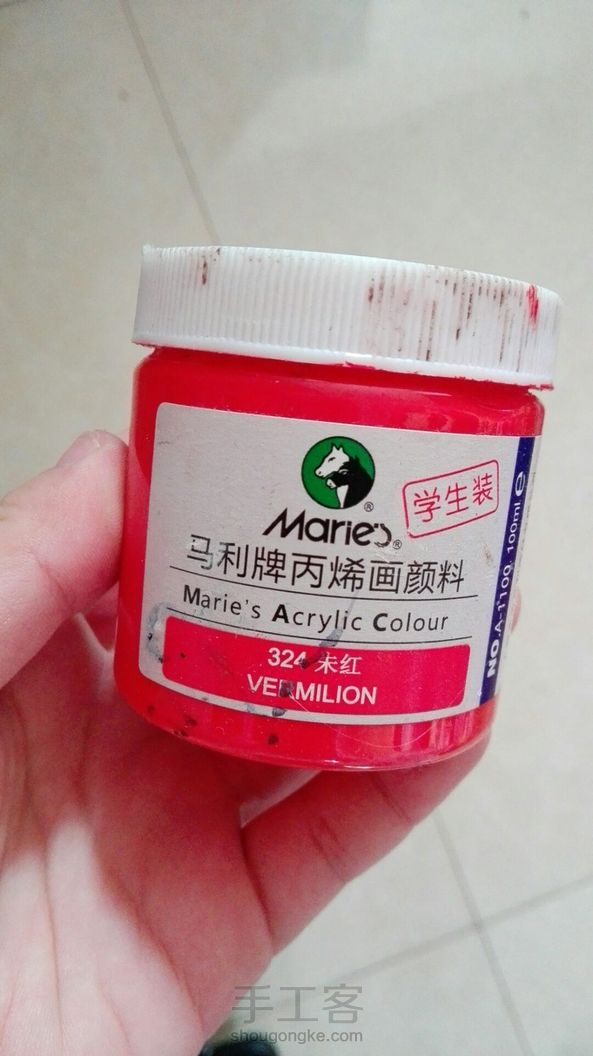 Marie's®
®
学生装
马利牌丙烯画颜料
Marie's Acrylic Colour
324 朱红
VERMILION
NO.A-1100 100ml e
手工客
shougongke.com